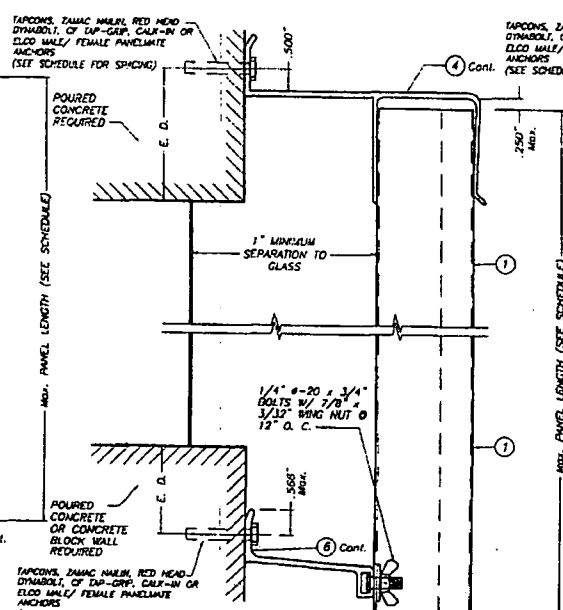 TAPCONS, ZAMAC NAILIN, RED HEAD
DYNABOLT, CF TAP-GRIP, CALK-IN OR
ELCO MALE/ FEMALE PANELMATE
ANCHORS
(SEE SCHEDULE FOR SPACING)
.500"
4 Cont.
TAPCONS, Z
DYNABOLT, C
ELCO MALE/
ANCHORS
(SEE SCHED
POURED
CONCRETE
REQUIRED
E. D.
.250"
Max.
Max. PANEL LENGTH (SEE SCHEDULE)
1" MINIMUM
SEPARATION TO
GLASS
1
Max. PANEL LENGTH (SEE SCHEDULE)
1/4" ø-20 x 3/4"
BOLTS W/ 7/8" x
3/32" WING NUT @
12" O. C.
1
E. D.
.568"
Max.
POURED
CONCRETE
OR CONCRETE
BLOCK WALL
REQUIRED
6 Cont.
t.
TAPCONS, ZAMAC NAILIN, RED HEAD
DYNABOLT, CF TAP-GRIP, CALK-IN OR
ELCO MALE/ FEMALE PANELMATE
ANCHORS